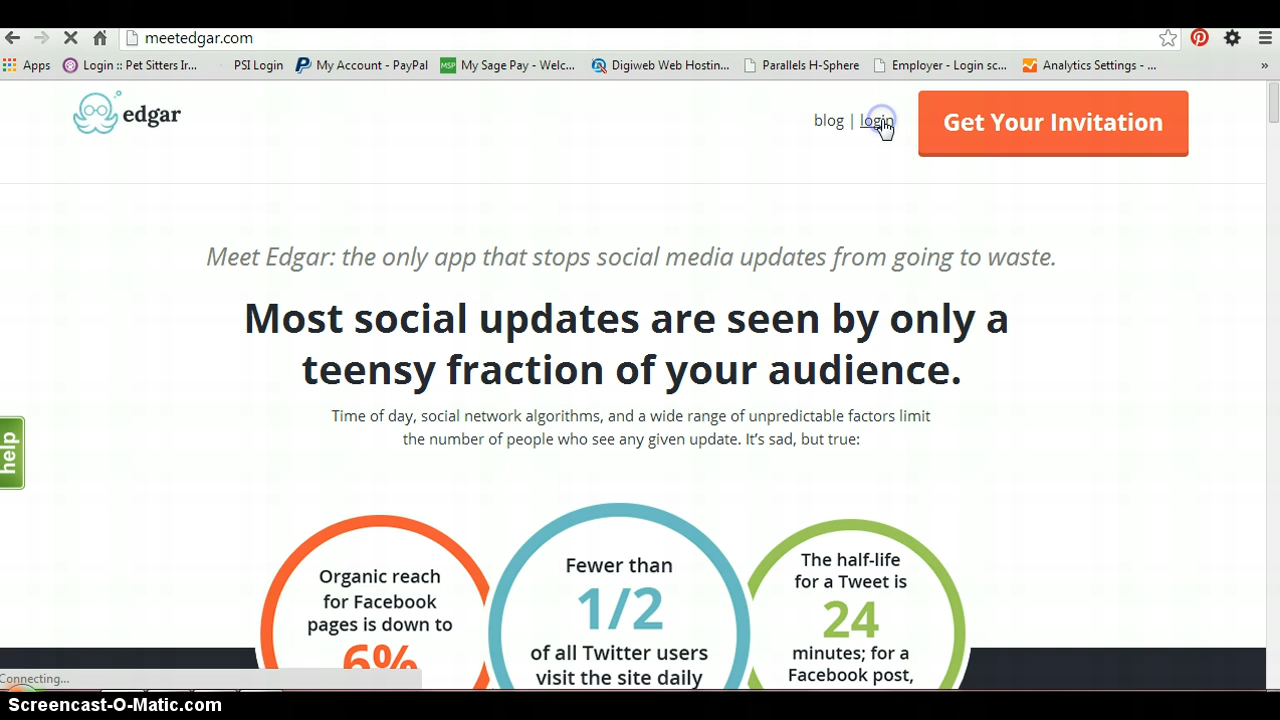 meetedgar.com
Apps
Login :: Pet Sitters Ir...
PSI Login
My Account - PayPal
MSP My Sage Pay - Welc...
Digiweb Web Hostin...
Parallels H-Sphere
Employer - Login sc...
Analytics Settings - ...
»
edgar
blog | login
Get Your Invitation
Meet Edgar: the only app that stops social media updates from going to waste.
Most social updates are seen by only a
teensy fraction of your audience.
Time of day, social network algorithms, and a wide range of unpredictable factors limit
the number of people who see any given update. It's sad, but true:
help
Organic reach
for Facebook
pages is down to
6%
Fewer than
1/2
of all Twitter users
visit the site daily
The half-life
for a Tweet is
24
minutes; for a
Facebook post,
Connecting...
Screencast-O-Matic.com